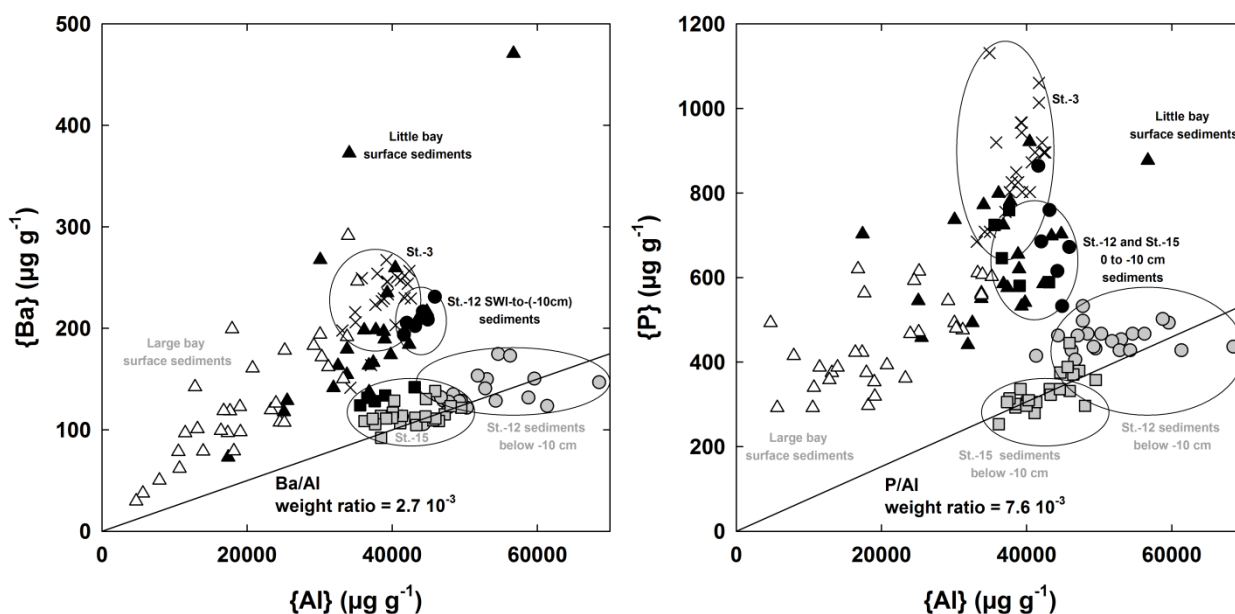 500
400
300
200
100
0
{Ba} (µg g-1)
0
20000
40000
60000
{Al} (µg g-1)
Little bay
surface sediments
St.-3
St.-12 SWI-to-(-10cm)
sediments
Large bay
surface sediments
St.-15
St.-12 sediments
below -10 cm
Ba/Al
weight ratio = 2.7 10-3
1200
1000
800
600
400
200
0
{P} (µg g-1)
0
20000
40000
60000
{Al} (µg g-1)
St.-3
Little bay
surface sediments
St.-12 and St.-15
0 to -10 cm
sediments
Large bay
surface sediments
St.-15 sediments
below -10 cm
St.-12 sediments
below -10 cm
P/Al
weight ratio = 7.6 10-3